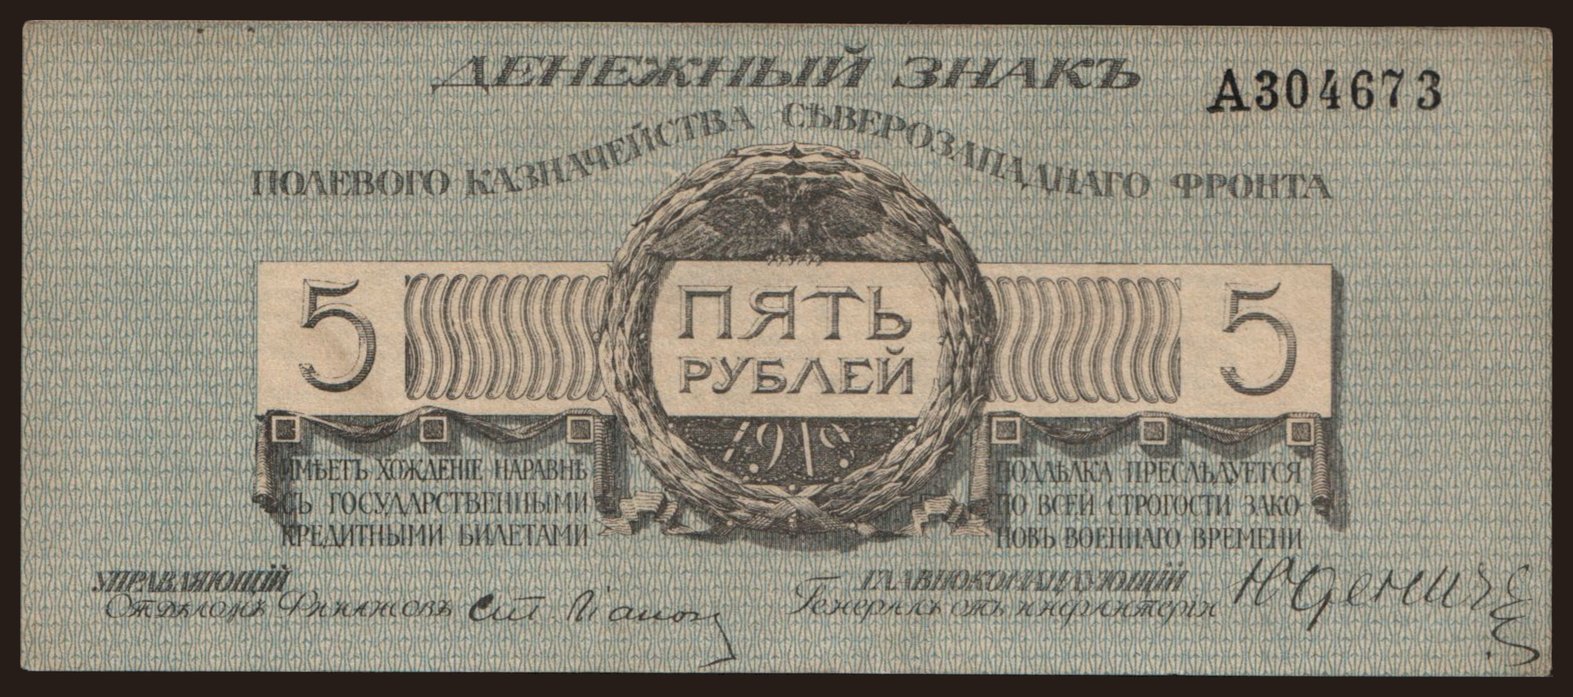 ДЕНЕЖНЫЙ ЗНАКЪ
А304673
ПОЛЕВОГО КАЗНАЧЕЙСТВА СѢВЕРОЗАПАДНАГО ФРОНТА
5
ПЯТЬ
РУБЛЕЙ
5
1919
ИМѢЕТЪ ХОЖДЕНІЕ НАРАВНѢ
СЪ ГОСУДАРСТВЕННЫМИ
КРЕДИТНЫМИ БИЛЕТАМИ
ПОДДѢЛКА ПРЕСЛѢДУЕТСЯ
ПО ВСЕЙ СТРОГОСТИ ЗАКО-
НОВЪ ВОЕННАГО ВРЕМЕНИ
УПРАВЛЯЮЩІЙ
Отдѣломъ Финансовъ
ГЛАВНОКОМАНДУЮЩІЙ
Генералъ отъ инфантеріи Юденичъ